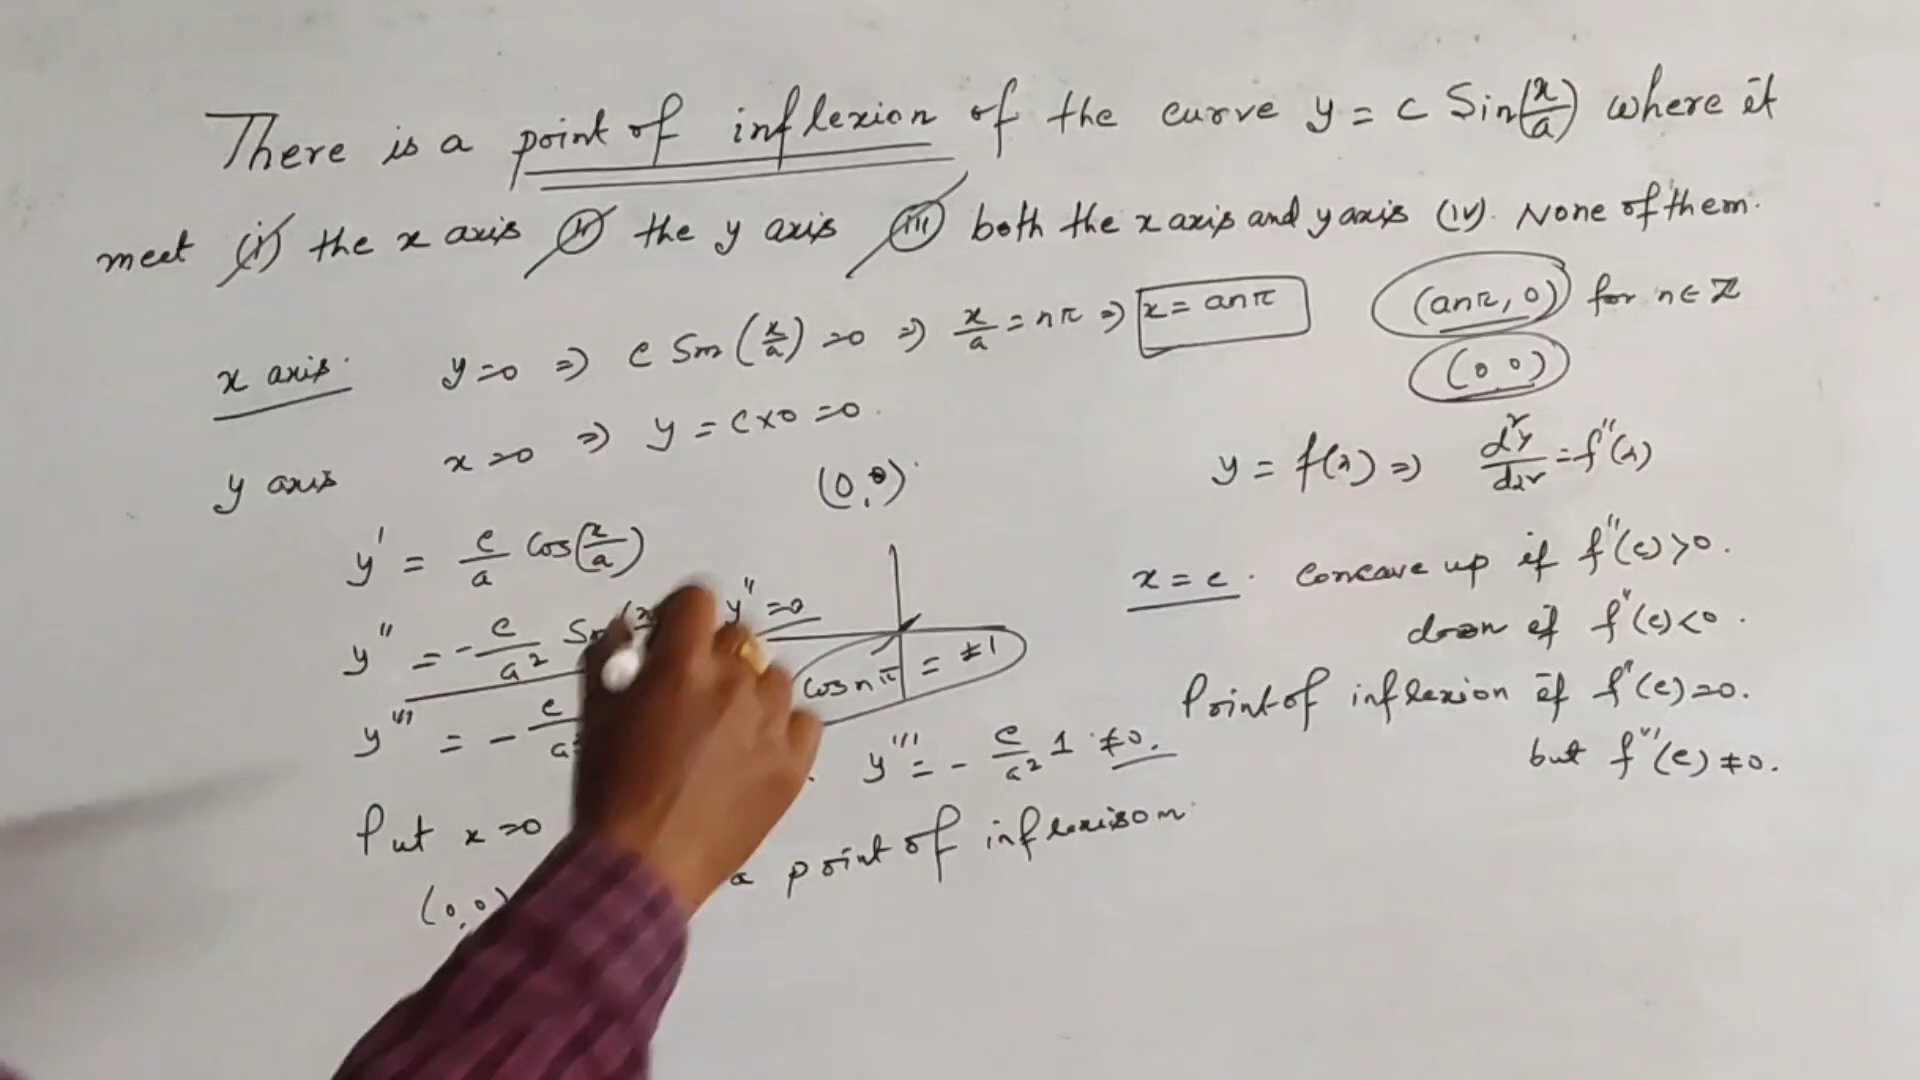 There is a point of inflexion of the curve y = c Sin(x/a) where it
meet (i) the x axis (ii) the y axis (iii) both the x axis and y axis (iv). None of them.
x axis. y=0 => c Sin (x/a) =0 => x/a = nπ => x = anπ (anπ, 0) for n∈Z
(0,0)
y axis x=0 => y = c×0 =0.
(0,0).
y = f(x) => d²y/dx² = f''(x)
y' = c/a Cos(x/a)
x = c. Concave up if f''(c)>0.
y'' = - c/a² y''=0
down if f''(c)<0.
cos nπ = ±1
Point of inflexion if f''(c)=0.
y''' = - c
y''' = - c/a² 1 ≠0.
but f'''(c) ≠0.
Put x=0
(0,0) a point of inflexison.